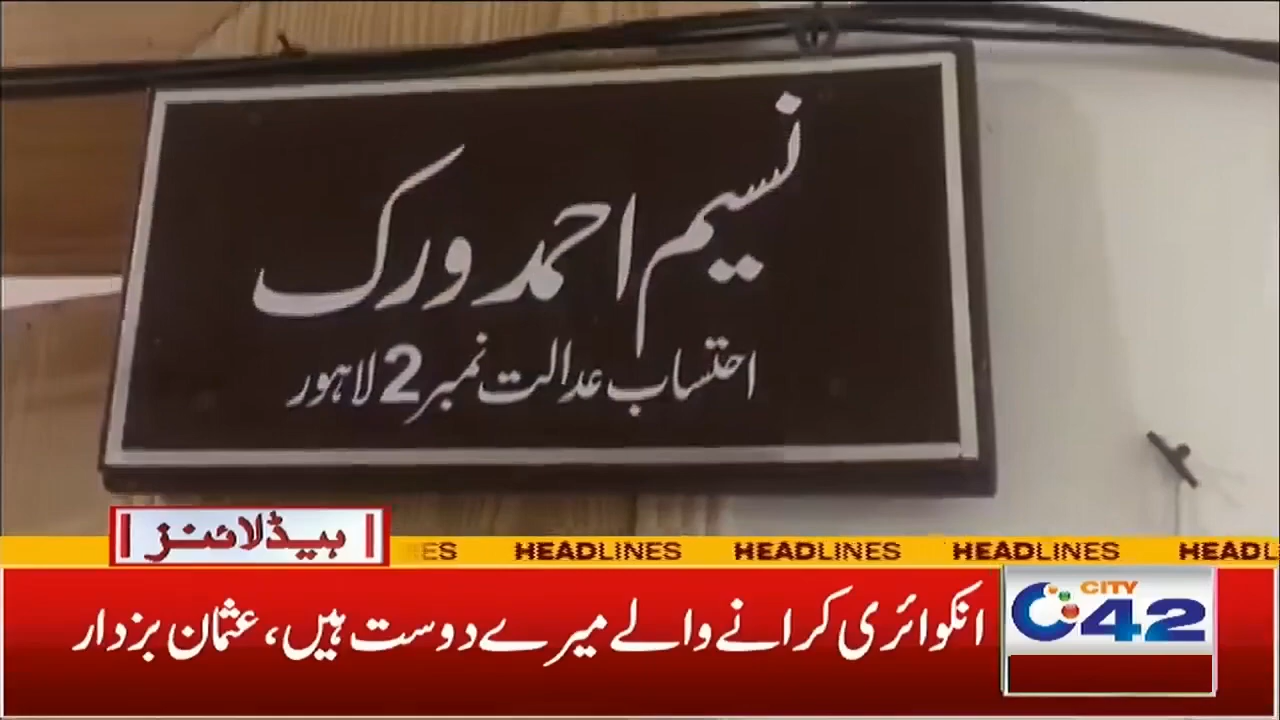 نسیم احمد ورک
احتساب عدالت نمبر 2 لاہور
ہیڈلائنز
ES HEADLINES HEADLINES HEADLINES HEADL
انکوائری کرانے والے میرے دوست ہیں، عثمان بزدار
CITY
42